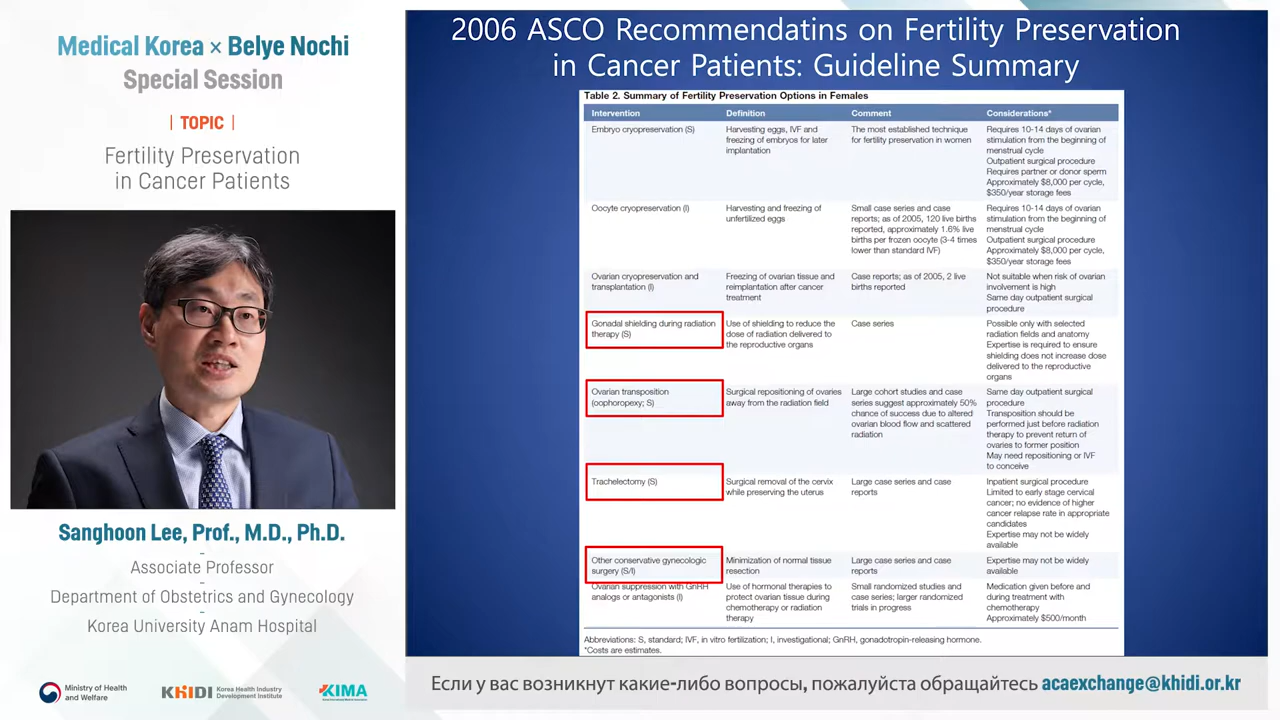 Medical Korea × Belye Nochi
Special Session
| TOPIC |
Fertility Preservation
in Cancer Patients
Sanghoon Lee, Prof., M.D., Ph.D.
-
Associate Professor
-
Department of Obstetrics and Gynecology
-
Korea University Anam Hospital
Ministry of Health
and Welfare
KHIDI
Korea Health Industry
Development Institute
KIMA
2006 ASCO Recommendatins on Fertility Preservation
in Cancer Patients: Guideline Summary
Table 2. Summary of Fertility Preservation Options in Females
Intervention Definition Comment Considerations*
Embryo cryopreservation (S)
Harvesting eggs, IVF and
freezing of embryos for later
implantation
The most established technique
for fertility preservation in women
Requires 10-14 days of ovarian
stimulation from the beginning of
menstrual cycle
Outpatient surgical procedure
Requires partner or donor sperm
Approximately $8,000 per cycle,
$350/year storage fees
Oocyte cryopreservation (I)
Harvesting and freezing of
unfertilized eggs
Small case series and case
reports; as of 2005, 120 live births
reported, approximately 1.6% live
births per frozen oocyte (3-4 times
lower than standard IVF)
Requires 10-14 days of ovarian
stimulation from the beginning of
menstrual cycle
Outpatient surgical procedure
Approximately $8,000 per cycle,
$350/year storage fees
Ovarian cryopreservation and
transplantation (I)
Freezing of ovarian tissue and
reimplantation after cancer
treatment
Case reports; as of 2005, 2 live
births reported
Not suitable when risk of ovarian
involvement is high
Same day outpatient surgical
procedure
Gonadal shielding during radiation
therapy (S)
Use of shielding to reduce the
dose of radiation delivered to
the reproductive organs
Case series
Possible only with selected
radiation fields and anatomy
Expertise is required to ensure
shielding does not increase dose
delivered to the reproductive
organs
Ovarian transposition
(oophoropexy; S)
Surgical repositioning of ovaries
away from the radiation field
Large cohort studies and case
series suggest approximately 50%
chance of success due to altered
ovarian blood flow and scattered
radiation
Same day outpatient surgical
procedure
Transposition should be
performed just before radiation
therapy to prevent return of
ovaries to former position
May need repositioning or IVF
to conceive
Trachelectomy (S)
Surgical removal of the cervix
while preserving the uterus
Large case series and case
reports
Inpatient surgical procedure
Limited to early stage cervical
cancer; no evidence of higher
cancer relapse rate in appropriate
candidates
Expertise may not be widely
available
Other conservative gynecologic
surgery (S/I)
Minimization of normal tissue
resection
Large case series and case
reports
Expertise may not be widely
available
Ovarian suppression with GnRH
analogs or antagonists (I)
Use of hormonal therapies to
protect ovarian tissue during
chemotherapy or radiation
therapy
Small randomized studies and
case series; larger randomized
trials in progress
Medication given before and
during treatment with
chemotherapy
Approximately $500/month
Abbreviations: S, standard; IVF, in vitro fertilization; I, investigational; GnRH, gonadotropin-releasing hormone.
*Costs are estimates.
Если у вас возникнут какие-либо вопросы, пожалуйста обращайтесь acaexchange@khidi.or.kr